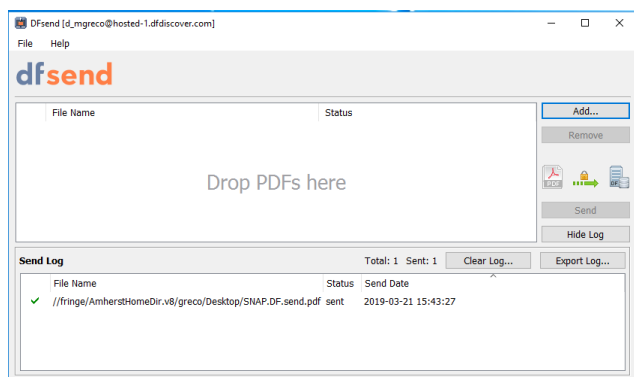 DFsend [d_mgreco@hosted-1.dfdiscover.com]
File Help
dfsend
File Name Status Add...
Remove
Drop PDFs here
PDF DF
Send
Hide Log
Send Log Total: 1 Sent: 1 Clear Log... Export Log...
File Name Status Send Date
//fringe/AmherstHomeDir.v8/greco/Desktop/SNAP.DF.send.pdf sent 2019-03-21 15:43:27